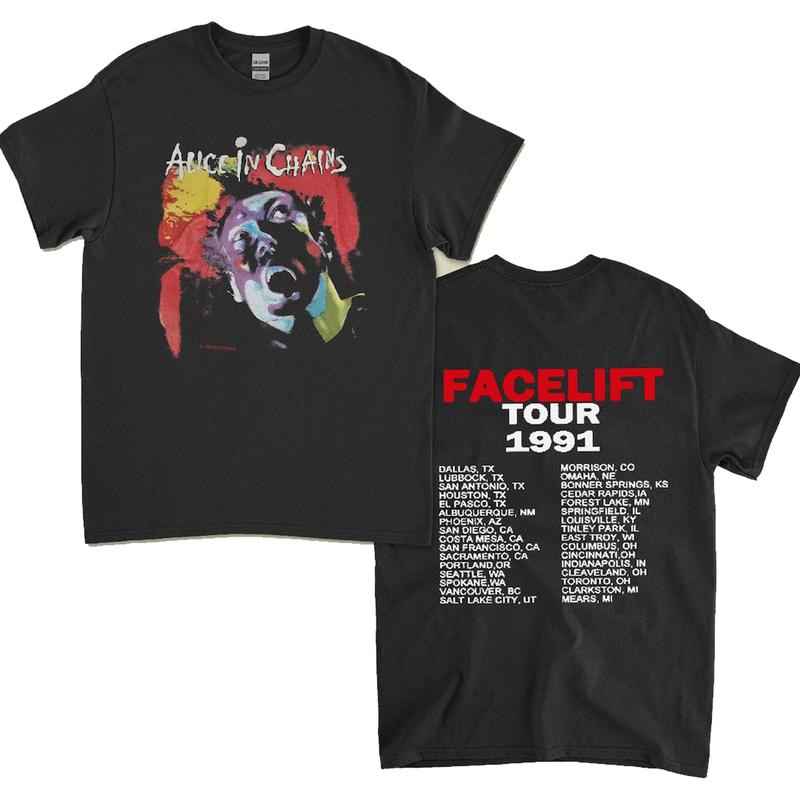 GILDAN
ALICE IN CHAINS
FACELIFT
TOUR
1991
DALLAS, TX
LUBBOCK, TX
SAN ANTONIO, TX
HOUSTON, TX
EL PASCO, TX
ALBUQUERQUE, NM
PHOENIX, AZ
SAN DIEGO, CA
COSTA MESA, CA
SAN FRANCISCO, CA
SACRAMENTO, CA
PORTLAND,OR
SEATTLE, WA
SPOKANE,WA
VANCOUVER, BC
SALT LAKE CITY, UT
MORRISON, CO
OMAHA, NE
BONNER SPRINGS, KS
CEDAR RAPIDS,IA
FOREST LAKE, MN
SPRINGFIELD, IL
LOUISVILLE, KY
TINLEY PARK, IL
EAST TROY, WI
COLUMBUS, OH
CINCINNATI,OH
INDIANAPOLIS, IN
CLEAVELAND, OH
TORONTO, OH
CLARKSTON, MI
MEARS, MI